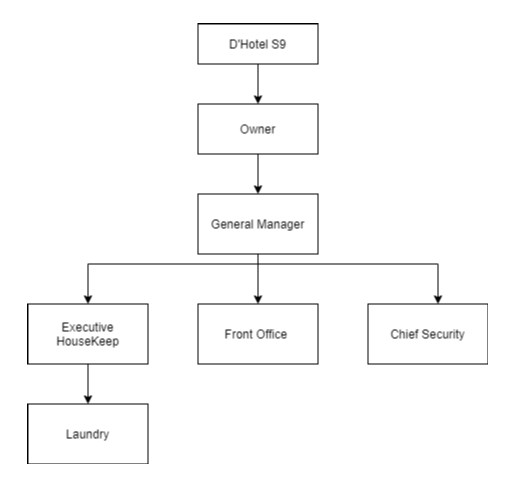 D'Hotel S9
Owner
General Manager
Executive
HouseKeep
Front Office
Chief Security
Laundry